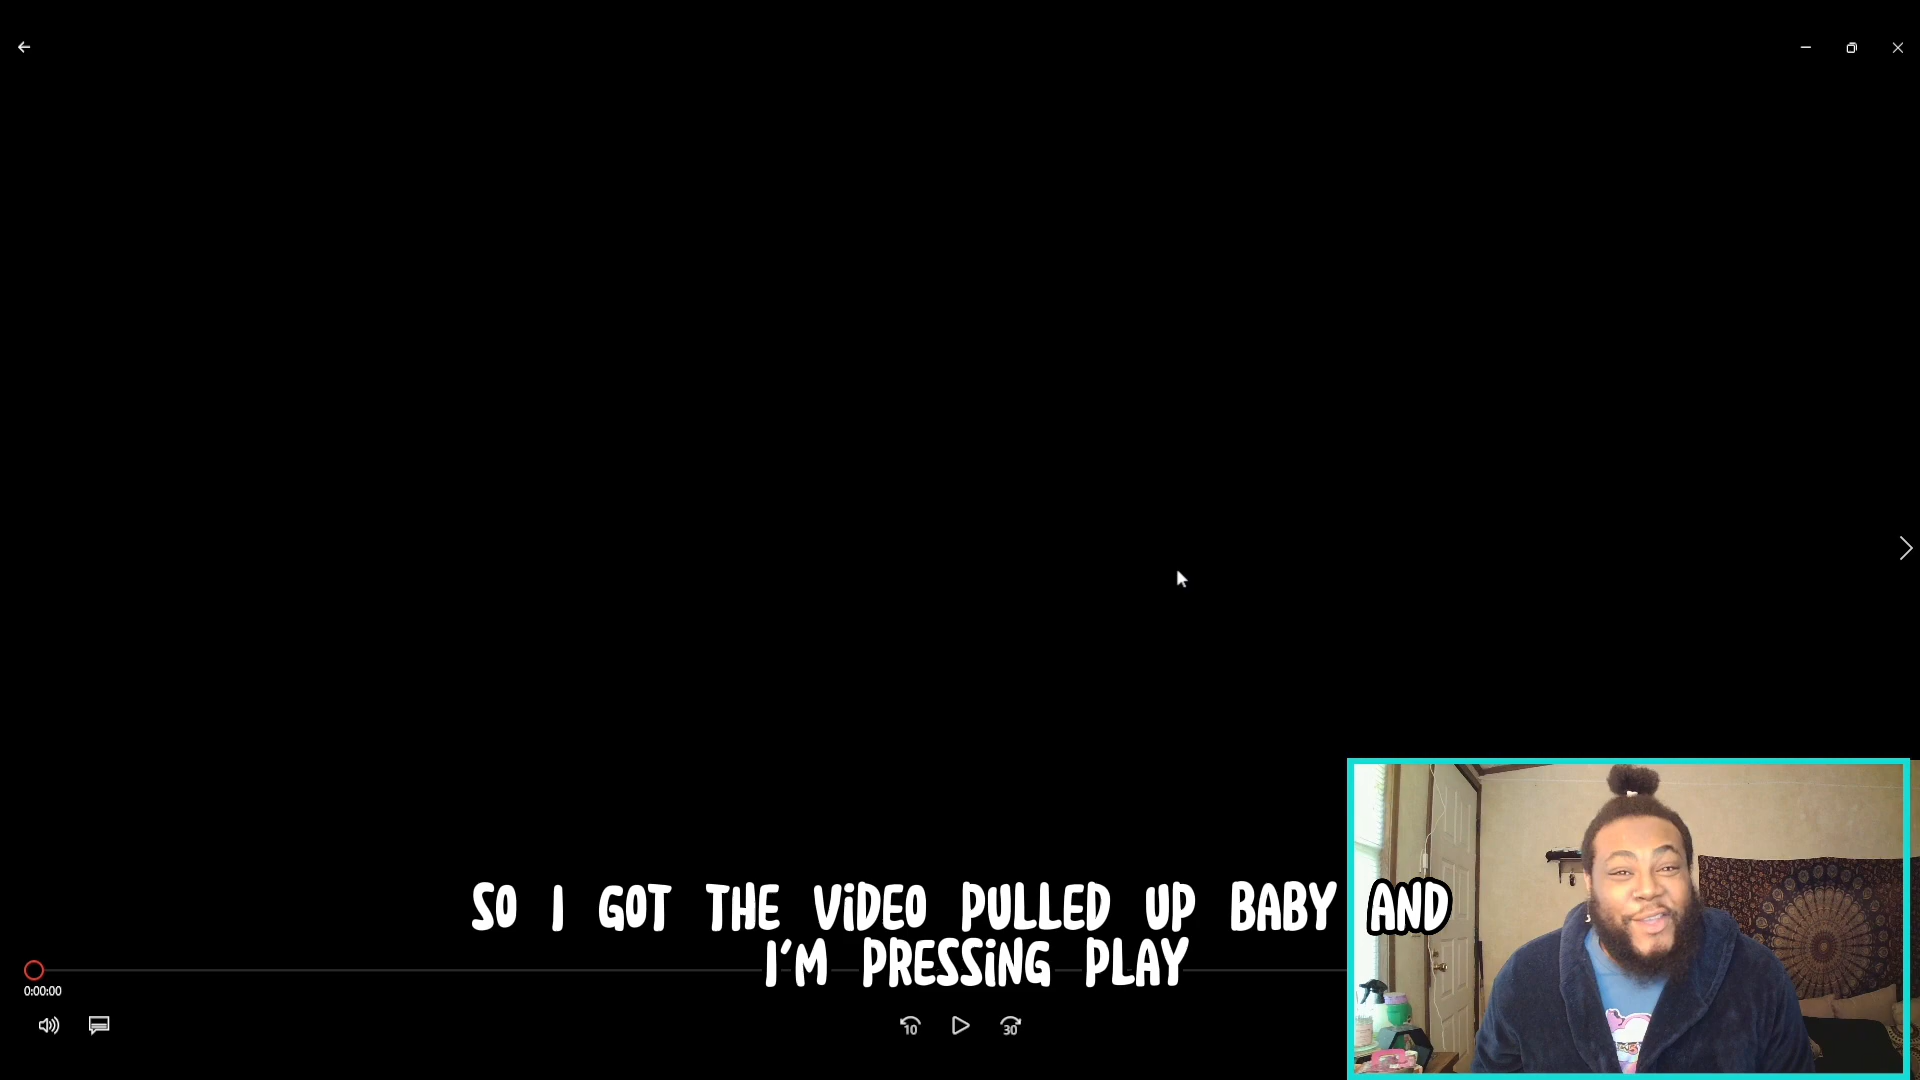 SO I GOT THE VIDEO PULLED UP BABY AND
I'M PRESSING PLAY
0:00:00
10
30